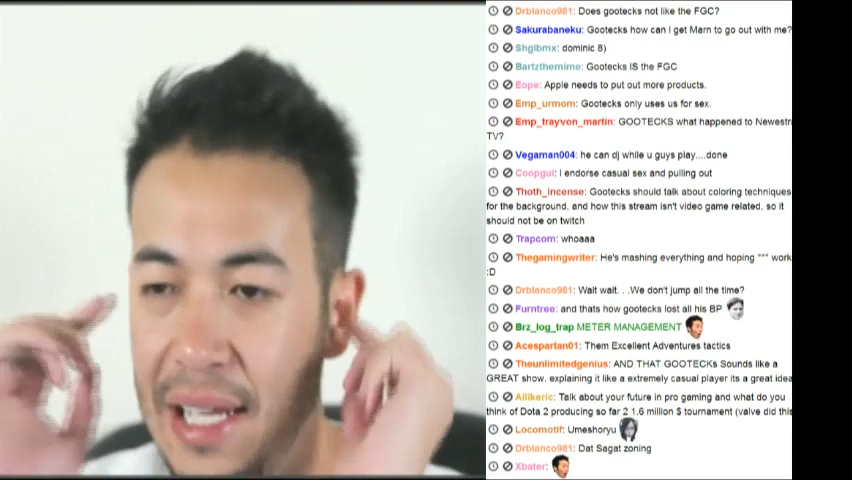 Drblanco981: Does gootecks not like the FGC?
Sakurabaneku: Gootecks how can I get Marn to go out with me?
Shglbmx: dominic 8)
Bartzthemime: Gootecks IS the FGC
Eope: Apple needs to put out more products.
Emp_urmom: Gootecks only uses us for sex.
Emp_trayvon_martin: GOOTECKS what happened to Newestra
TV?
Vegaman004: he can dj while u guys play....done
Coopgui: I endorse casual sex and pulling out
Thoth_incense: Gootecks should talk about coloring techniques
for the background, and how this stream isn't video game related, so it
should not be on twitch
Trapcom: whoaaa
Thegamingwriter: He's mashing everything and hoping *** work
:D
Drblanco981: Wait wait. . .We don't jump all the time?
Furntree: and thats how gootecks lost all his BP
Brz_log_trap METER MANAGEMENT
Acespartan01: Them Excellent Adventures tactics
Theunlimitedgenius: AND THAT GOOTECKs Sounds like a
GREAT show. explaining it like a extremely casual player its a great idea
Ailikeric: Talk about your future in pro gaming and what do you
think of Dota 2 producing so far 2 1.6 million $ tournament (valve did this
Locomotif: Umeshoryu
Drblanco981: Dat Sagat zoning
Xbater: